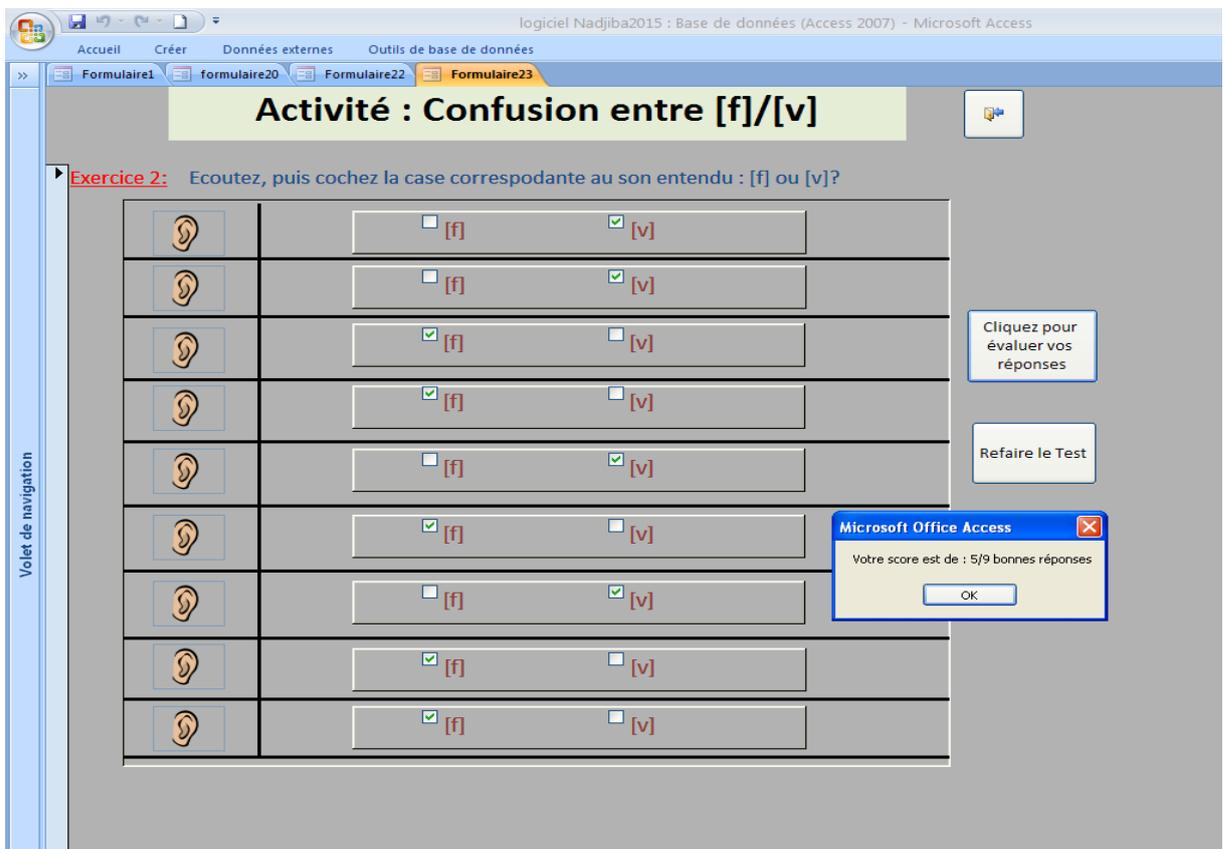 logiciel Nadjiba2015 : Base de données (Access 2007) - Microsoft Access
Accueil Créer Données externes Outils de base de données
Formulaire1 formulaire20 Formulaire22 Formulaire23
Activité : Confusion entre [f]/[v]
Exercice 2: Ecoutez, puis cochez la case correspodante au son entendu : [f] ou [v]?
[f] [v]
[f] [v]
[f] [v]
[f] [v]
[f] [v]
[f] [v]
[f] [v]
[f] [v]
[f] [v]
Cliquez pour
évaluer vos
réponses
Refaire le Test
Microsoft Office Access
Votre score est de : 5/9 bonnes réponses
OK
Volet de navigation